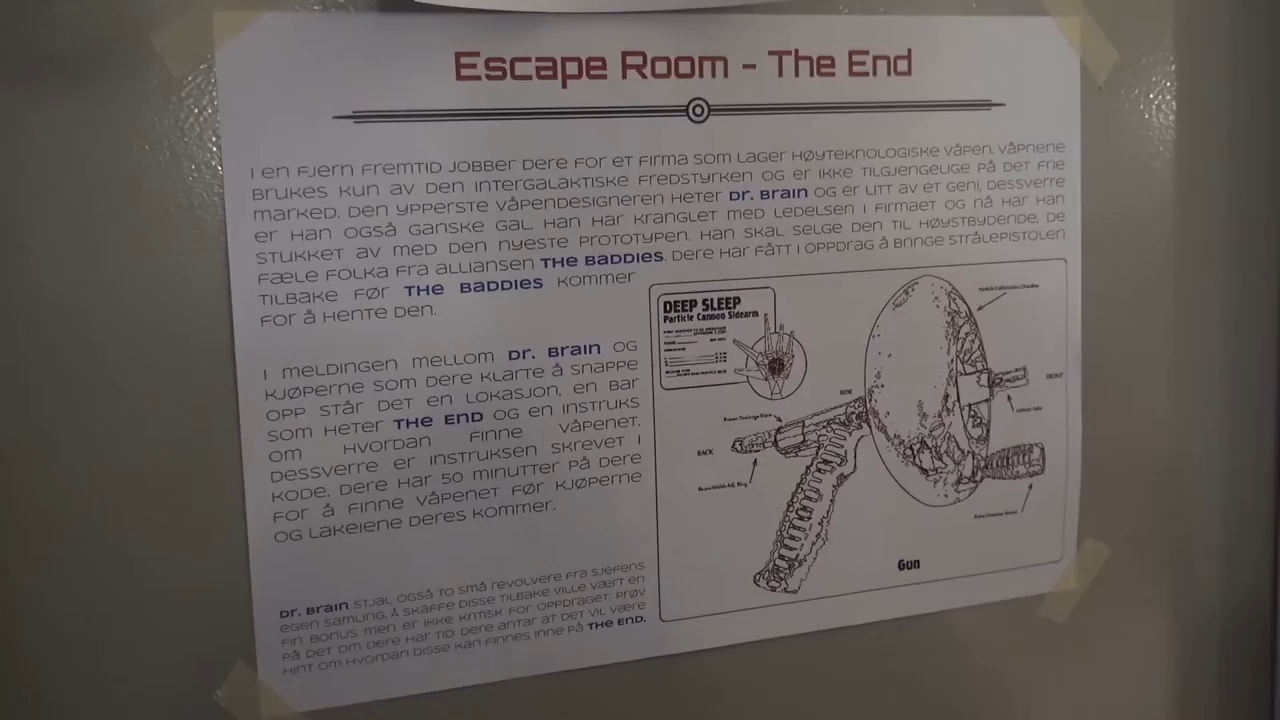 Escape Room - The End
I en fjern fremtid jobber dere for et firma som lager høyteknologiske våpen. Våpnene
brukes kun av den intergalaktiske fredstyrken og er ikke tilgjengelige på det frie
marked. Den ypperste våpendesigneren heter Dr. Brain og er litt av et geni, dessverre
er han også ganske gal. Han har kranglet med ledelsen i firmaet og nå har han
stukket av med den nyeste prototypen. Han skal selge den til høystbydende, de
fæle folka fra alliansen The Baddies. Dere har fått i oppdrag å bringe strålepistolen
tilbake før The Baddies kommer
for å hente den.
I meldingen mellom Dr. Brain og
kjøperne som dere klarte å snappe
opp står det en lokasjon, en bar
som heter The End og en instruks
om hvordan finne våpenet.
Dessverre er instruksen skrevet i
kode. Dere har 50 minutter på dere
for å finne våpenet før kjøperne
og lakeiene deres kommer.
Dr. Brain stjal også to små revolvere fra sjefens
egen samling. Å skaffe disse tilbake ville vært en
fin bonus men er ikke kritisk for oppdraget. Prøv
på det om dere har tid. Dere antar at det vil være
hint om hvordan disse kan finnes inne på The End.
DEEP SLEEP
Particle Cannon Sidearm
Particle Calibration Chamber
FRONT
SIDE
Power Discharge Plate
BACK
Beam Width Adj. Ring
Gun